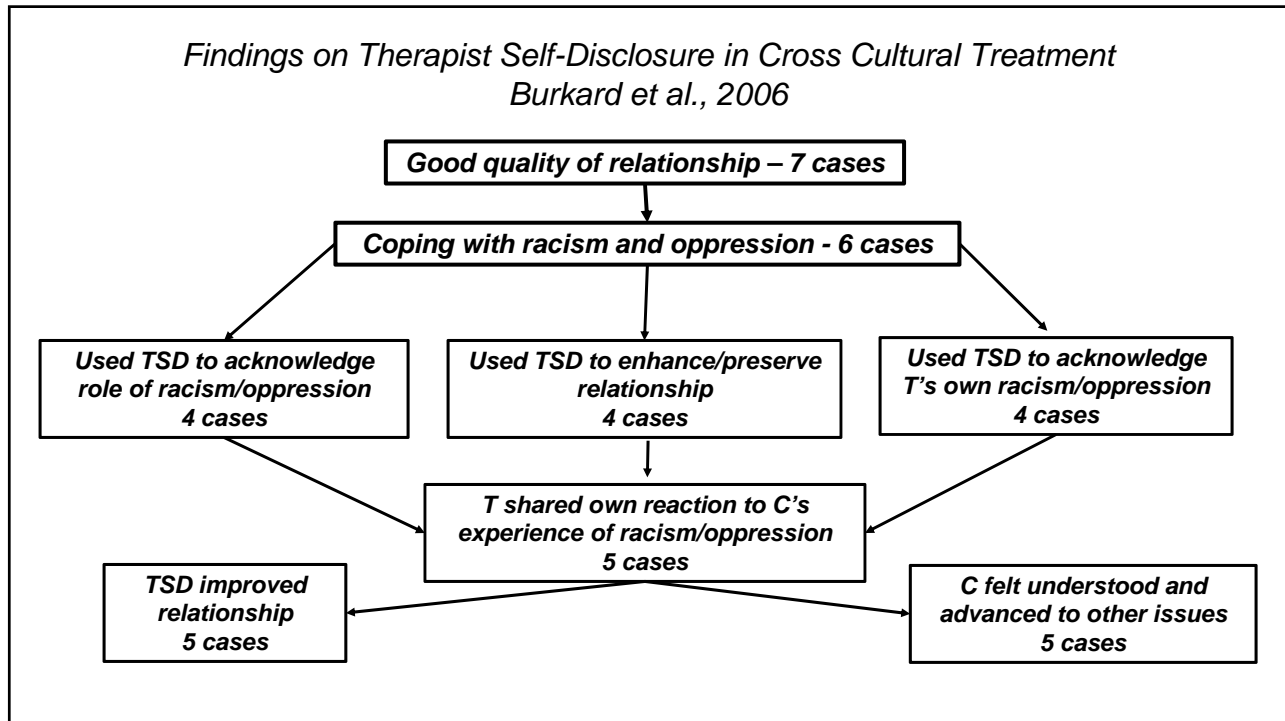 Findings on Therapist Self-Disclosure in Cross Cultural Treatment
Burkard et al., 2006
Good quality of relationship – 7 cases
Coping with racism and oppression - 6 cases
Used TSD to acknowledge
role of racism/oppression
4 cases
Used TSD to enhance/preserve
relationship
4 cases
Used TSD to acknowledge
T’s own racism/oppression
4 cases
T shared own reaction to C’s
experience of racism/oppression
5 cases
TSD improved
relationship
5 cases
C felt understood and
advanced to other issues
5 cases